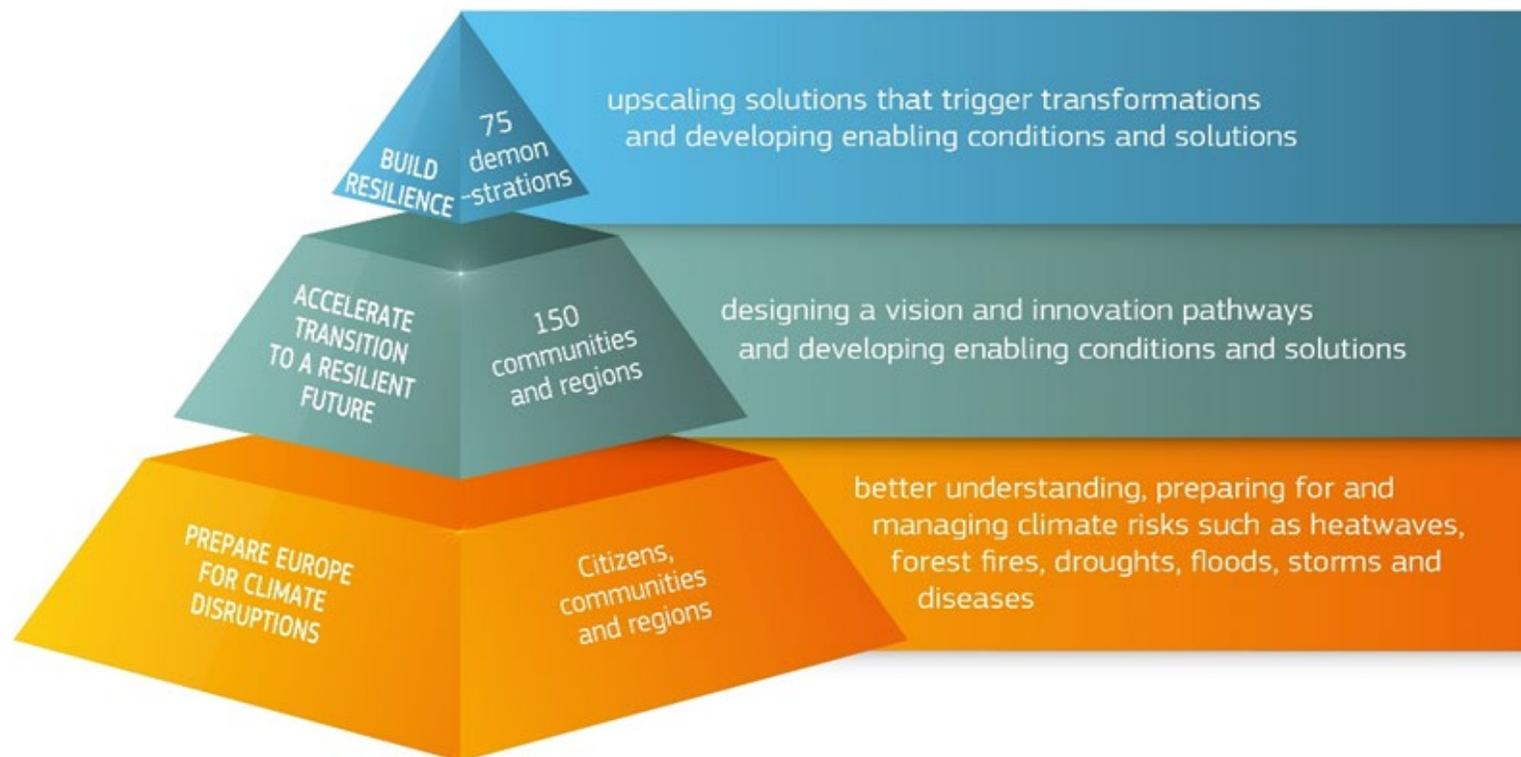 BUILD
RESILIENCE
75
demon
-strations
upscaling solutions that trigger transformations
and developing enabling conditions and solutions
ACCELERATE
TRANSITION
TO A RESILIENT
FUTURE
150
communities
and regions
designing a vision and innovation pathways
and developing enabling conditions and solutions
PREPARE EUROPE
FOR CLIMATE
DISRUPTIONS
Citizens,
communities
and regions
better understanding, preparing for and
managing climate risks such as heatwaves,
forest fires, droughts, floods, storms and
diseases